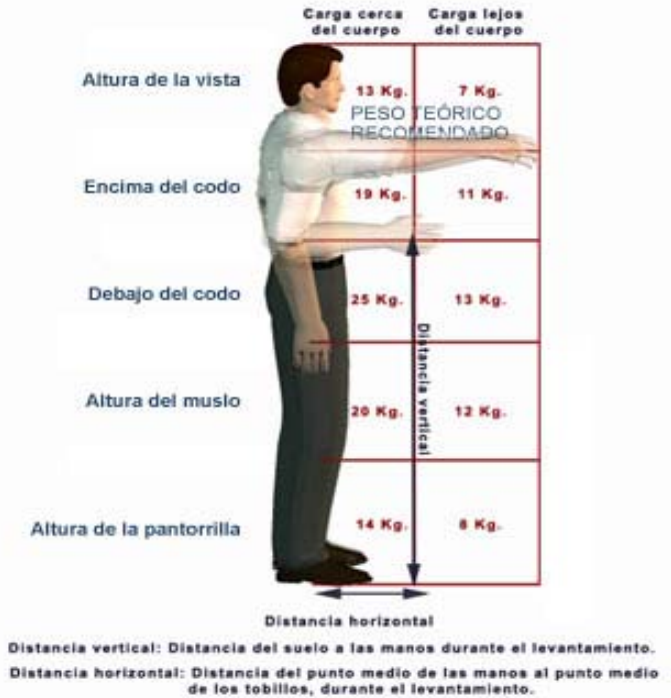 Carga cerca
del cuerpo
Carga lejos
del cuerpo
Altura de la vista
13 Kg.
7 Kg.
PESO TEÓRICO
RECOMENDADO
Encima del codo
19 Kg.
11 Kg.
Debajo del codo
25 Kg.
13 Kg.
Distancia vertical
Altura del muslo
20 Kg.
12 Kg.
Altura de la pantorrilla
14 Kg.
8 Kg.
Distancia horizontal
Distancia vertical: Distancia del suelo a las manos durante el levantamiento.
Distancia horizontal: Distancia del punto medio de las manos al punto medio
de los tobillos, durante el levantamiento.